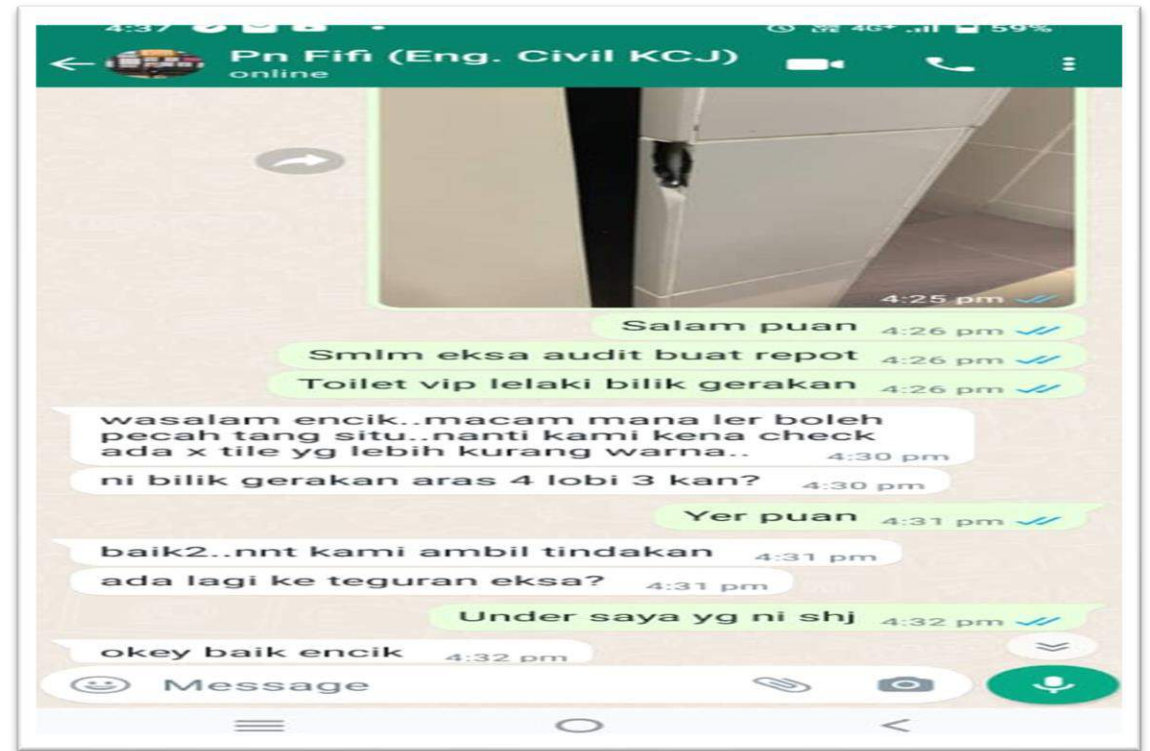 4:37
4G+ 59%
Pn Fifi (Eng. Civil KCJ)
online
4:25 pm
Salam puan 4:26 pm
Smlm eksa audit buat repot 4:26 pm
Toilet vip lelaki bilik gerakan 4:26 pm
wasalam encik..macam mana ler boleh
pecah tang situ..nanti kami kena check
ada x tile yg lebih kurang warna.. 4:30 pm
ni bilik gerakan aras 4 lobi 3 kan? 4:30 pm
Yer puan 4:31 pm
baik2..nnt kami ambil tindakan 4:31 pm
ada lagi ke teguran eksa? 4:31 pm
Under saya yg ni shj 4:32 pm
okey baik encik 4:32 pm
Message